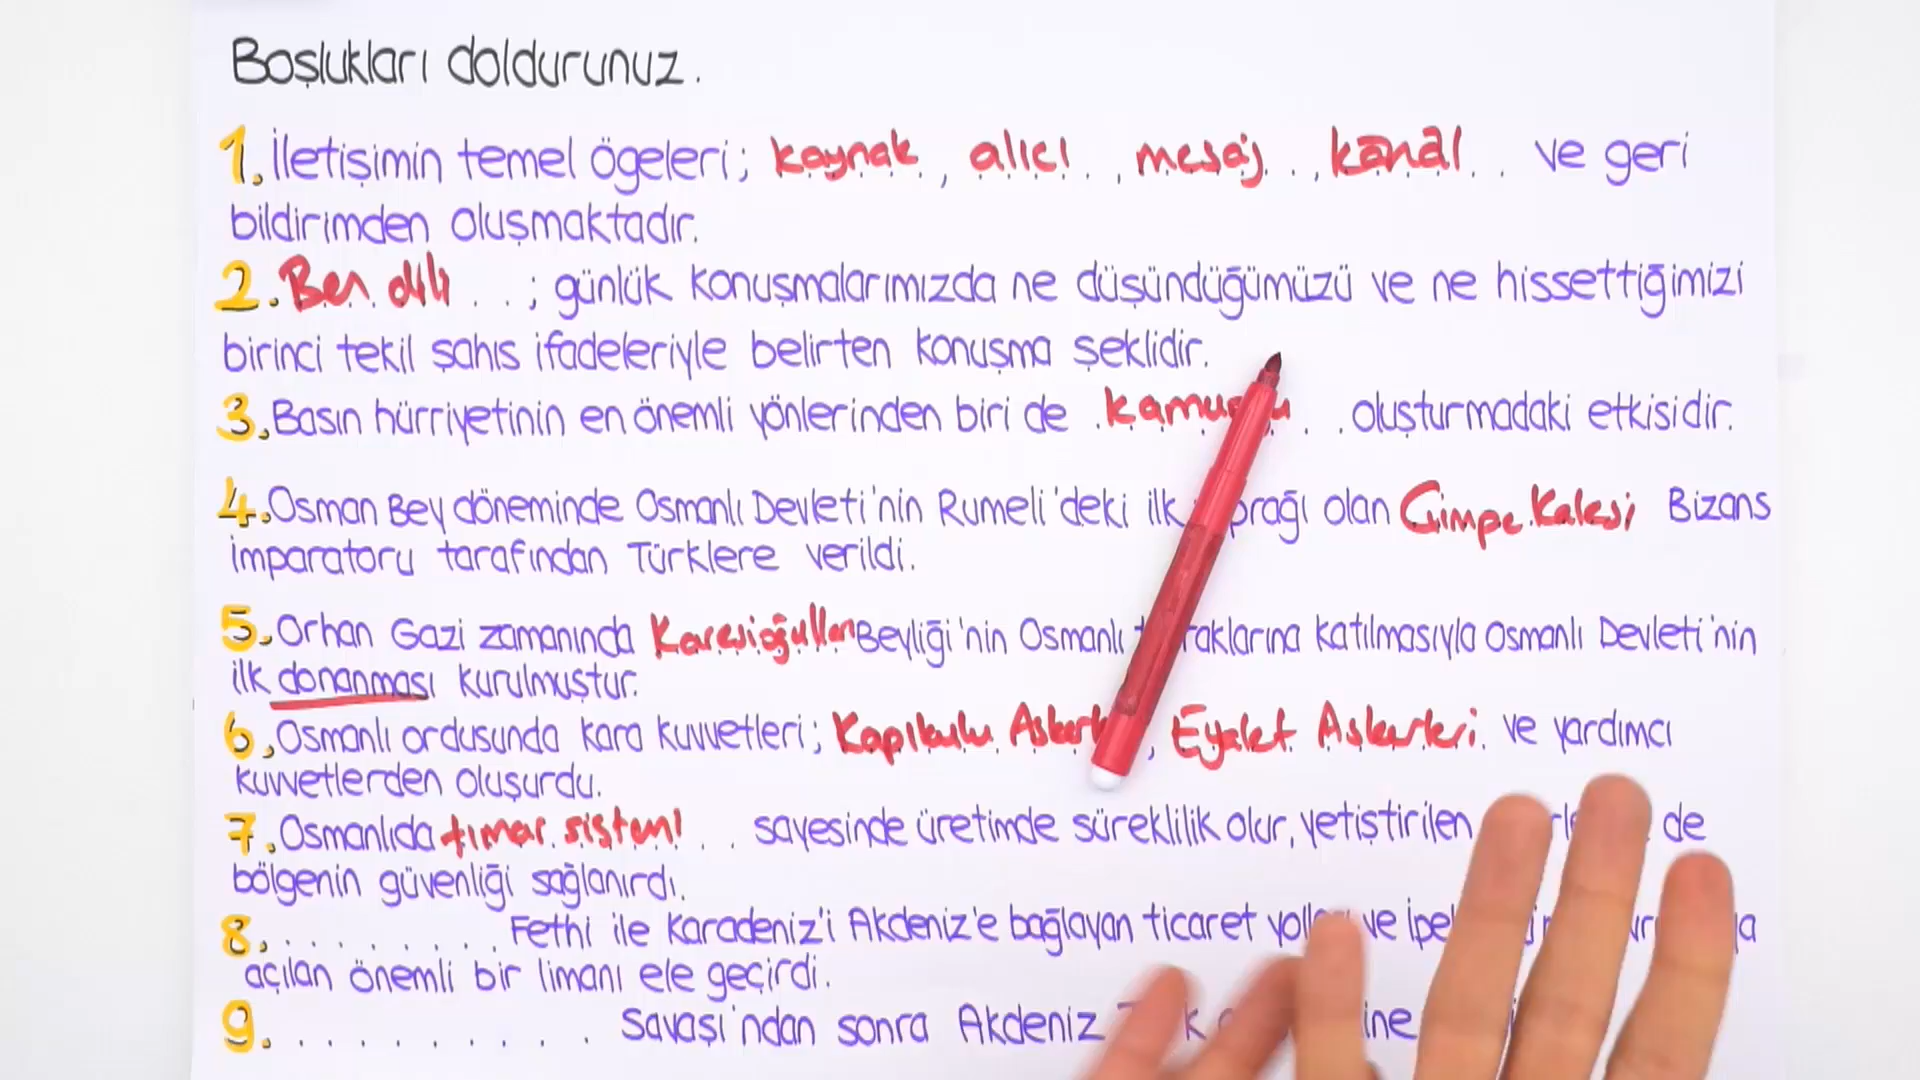 Boşlukları doldurunuz.
1. İletişimin temel ögeleri; kaynak, alıcı . , mesaj . . , kanal . . ve geri
bildirimden oluşmaktadır.
2. Ben dili . . ; günlük konuşmalarımızda ne düşündüğümüzü ve ne hissettiğimizi
birinci tekil şahıs ifadeleriyle belirten konuşma şeklidir.
3. Basın hürriyetinin en önemli yönlerinden biri de . . . oluşturmadaki etkisidir.
4. Osman Bey döneminde Osmanlı Devleti'nin Rumeli'deki ilk olan Çimpe Kalesi Bizans
İmparatoru tarafından Türklere verildi.
5. Orhan Gazi zamanında Karesioğulları Beyliği'nin Osmanlı katılmasıyla Osmanlı Devleti'nin
ilk donanması kurulmuştur.
6. Osmanlı ordusunda kara kuvvetleri; Kapıkulu , Eyalet Askerleri . ve yardımcı
kuvvetlerden oluşurdu.
7. Osmanlıda tımar sistemi . . sayesinde üretimde süreklilik olur, yetiştirilen de
bölgenin güvenliği sağlanırdı.
8. . . . . . . . . . Fethi ile Karadeniz'i Akdeniz'e bağlayan ticaret ve
açılan önemli bir limanı ele geçirdi.
9. . . . . . . . . . . Savaşı'ndan sonra Akdeniz